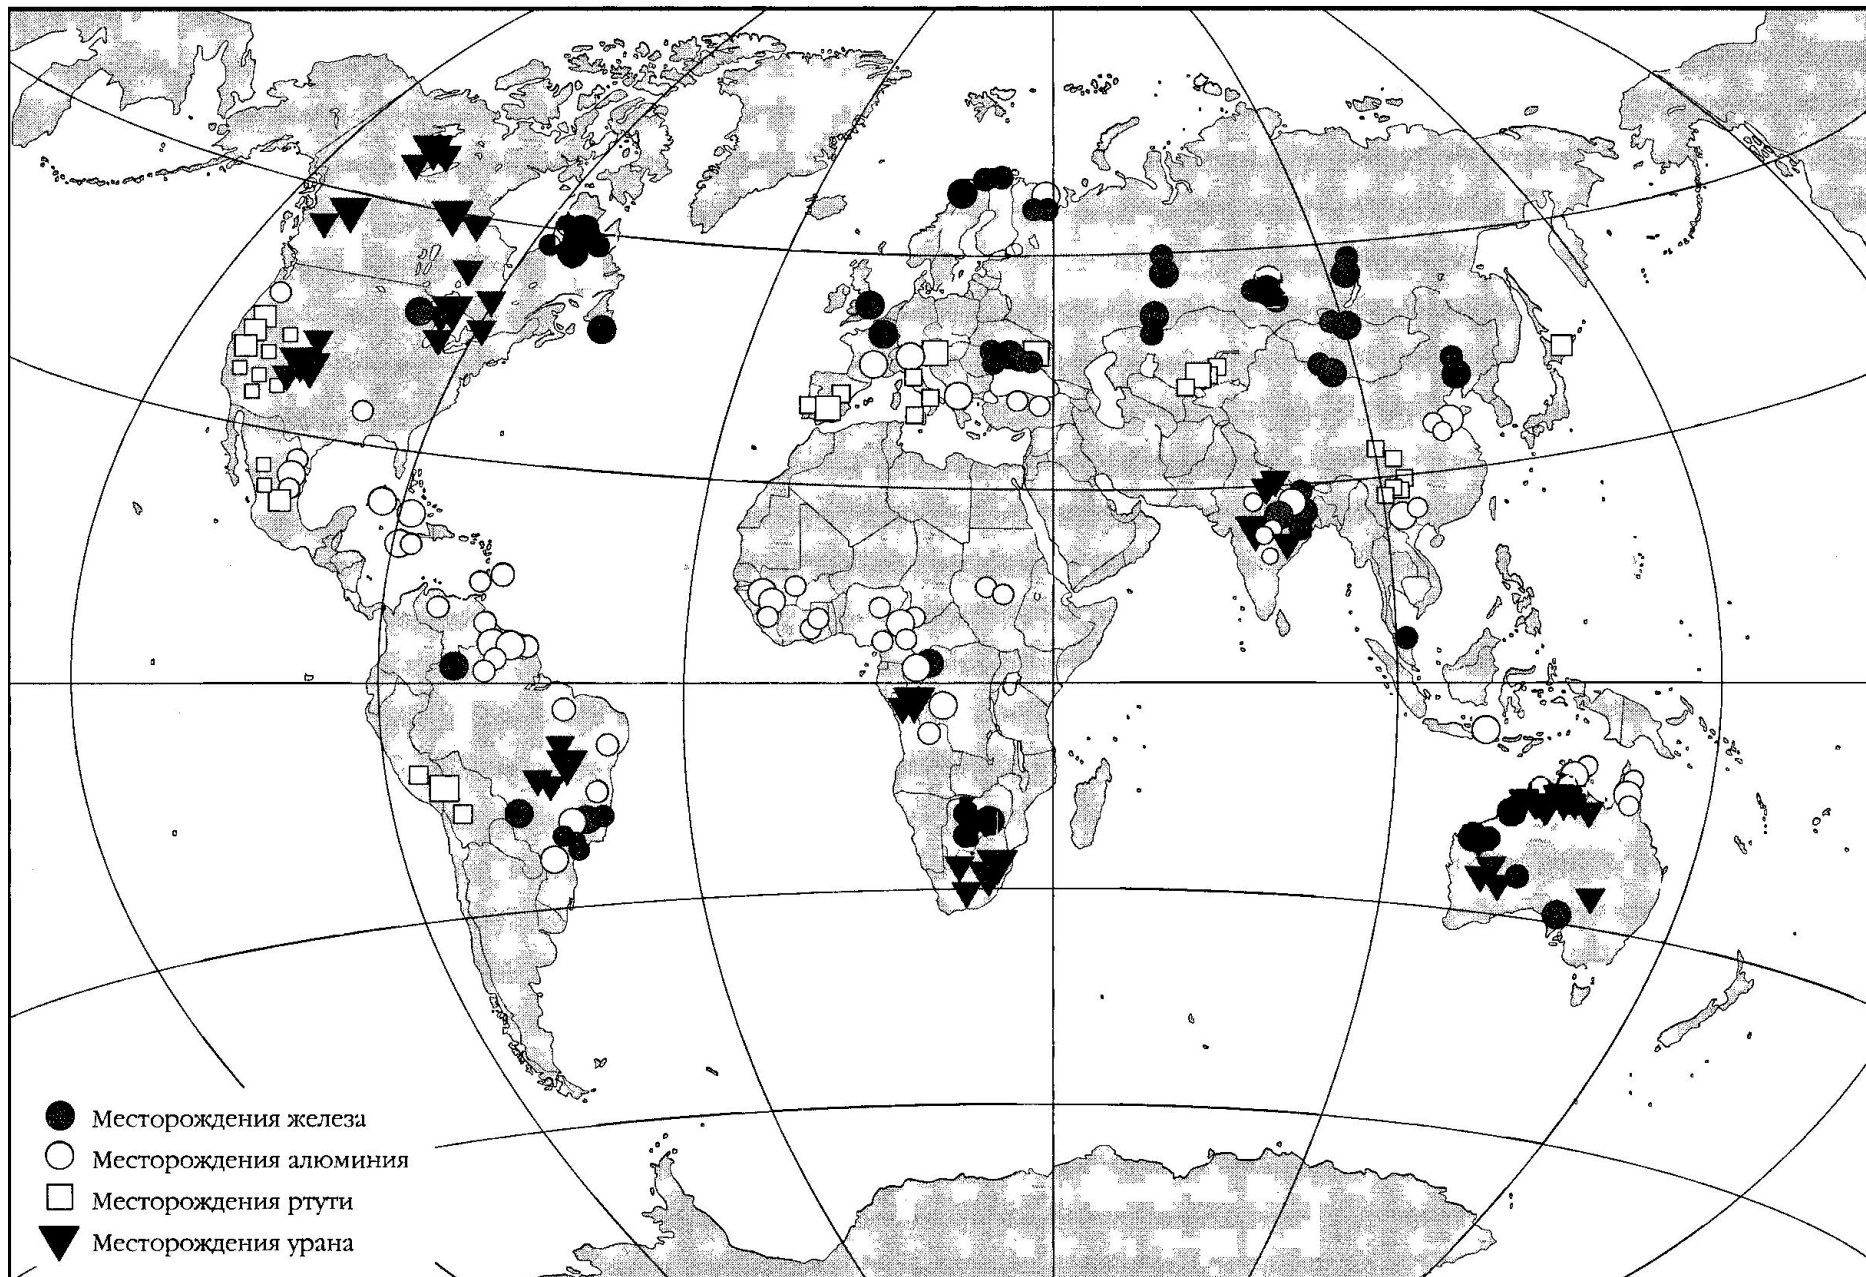 Месторождения железа
Месторождения алюминия
Месторождения ртути
Месторождения урана